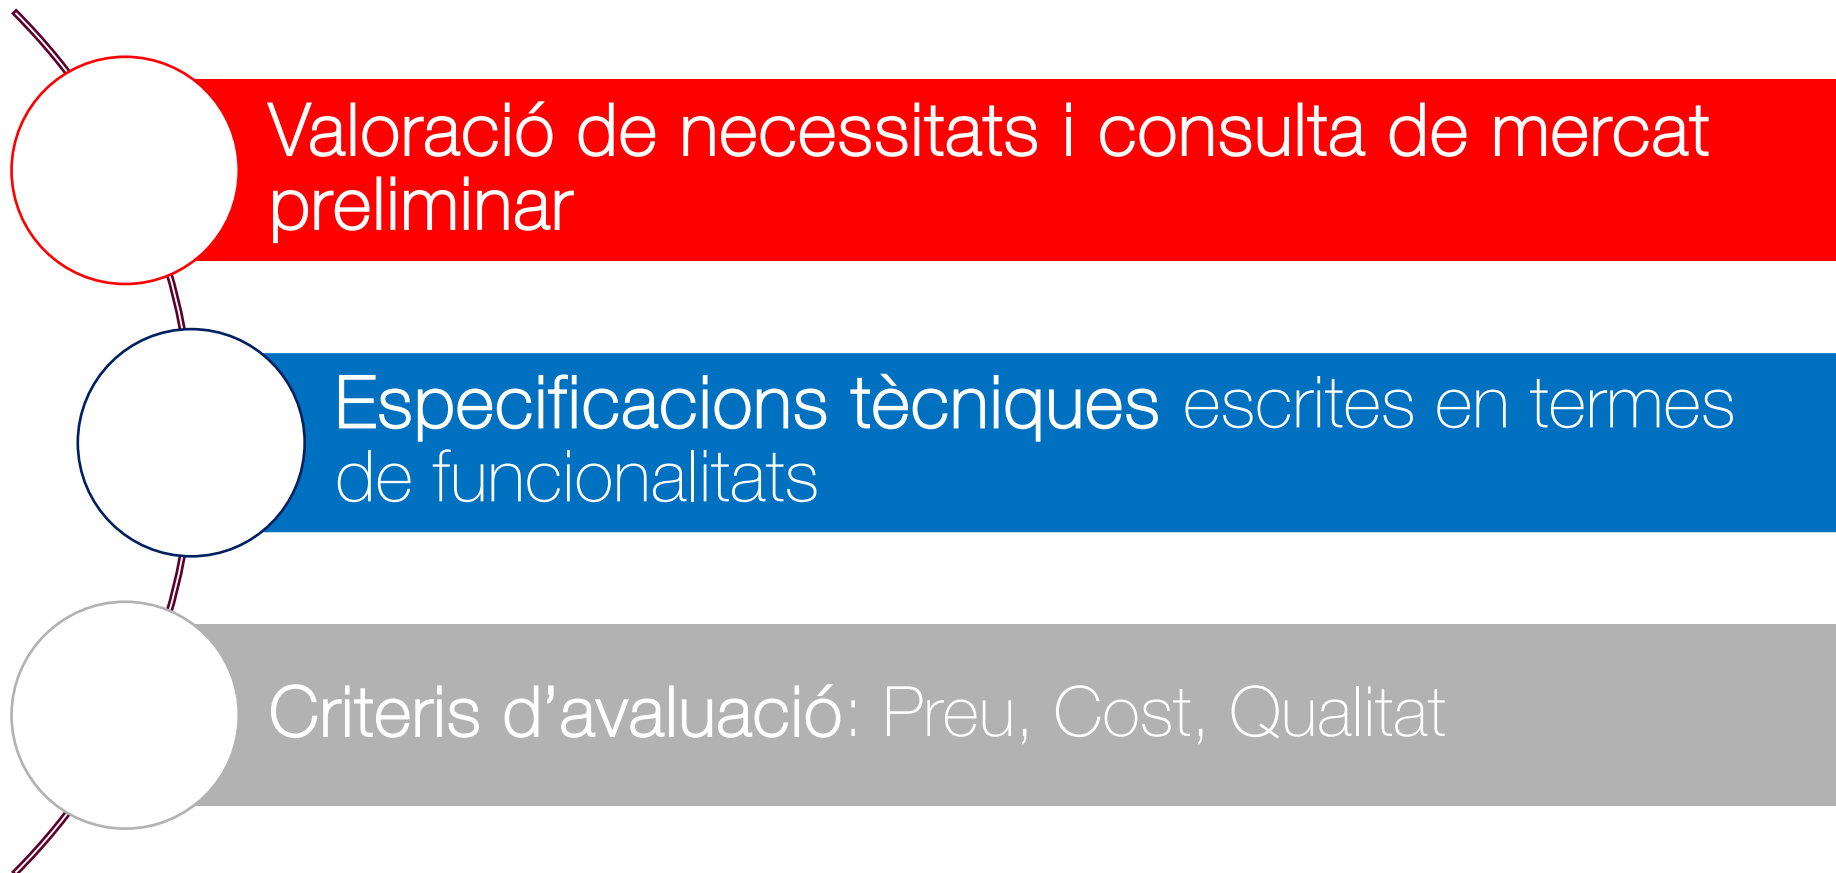 Valoració de necessitats i consulta de mercat
preliminar
Especificacions tècniques escrites en termes
de funcionalitats
Criteris d’avaluació: Preu, Cost, Qualitat